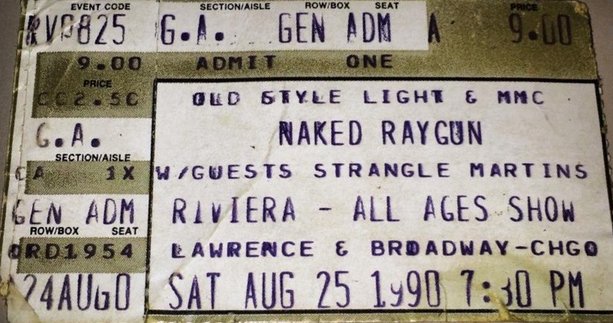 EVENT CODE SECTION/AISLE ROW/BOX SEAT PRICE
RVP825 G.A. GEN ADM A 9.00
9.00 ADMIT ONE
PRICE
CC2.50
OLD STYLE LIGHT & MMC
G.A. NAKED RAYGUN
SECTION/AISLE
CA 1X W/GUESTS STRANGLE MARTINS
GEN ADM RIVIERA - ALL AGES SHOW
ROW/BOX SEAT
ORD1954 LAWRENCE & BROADWAY-CHGO
24AUG0 SAT AUG 25 1990 7:30 PM